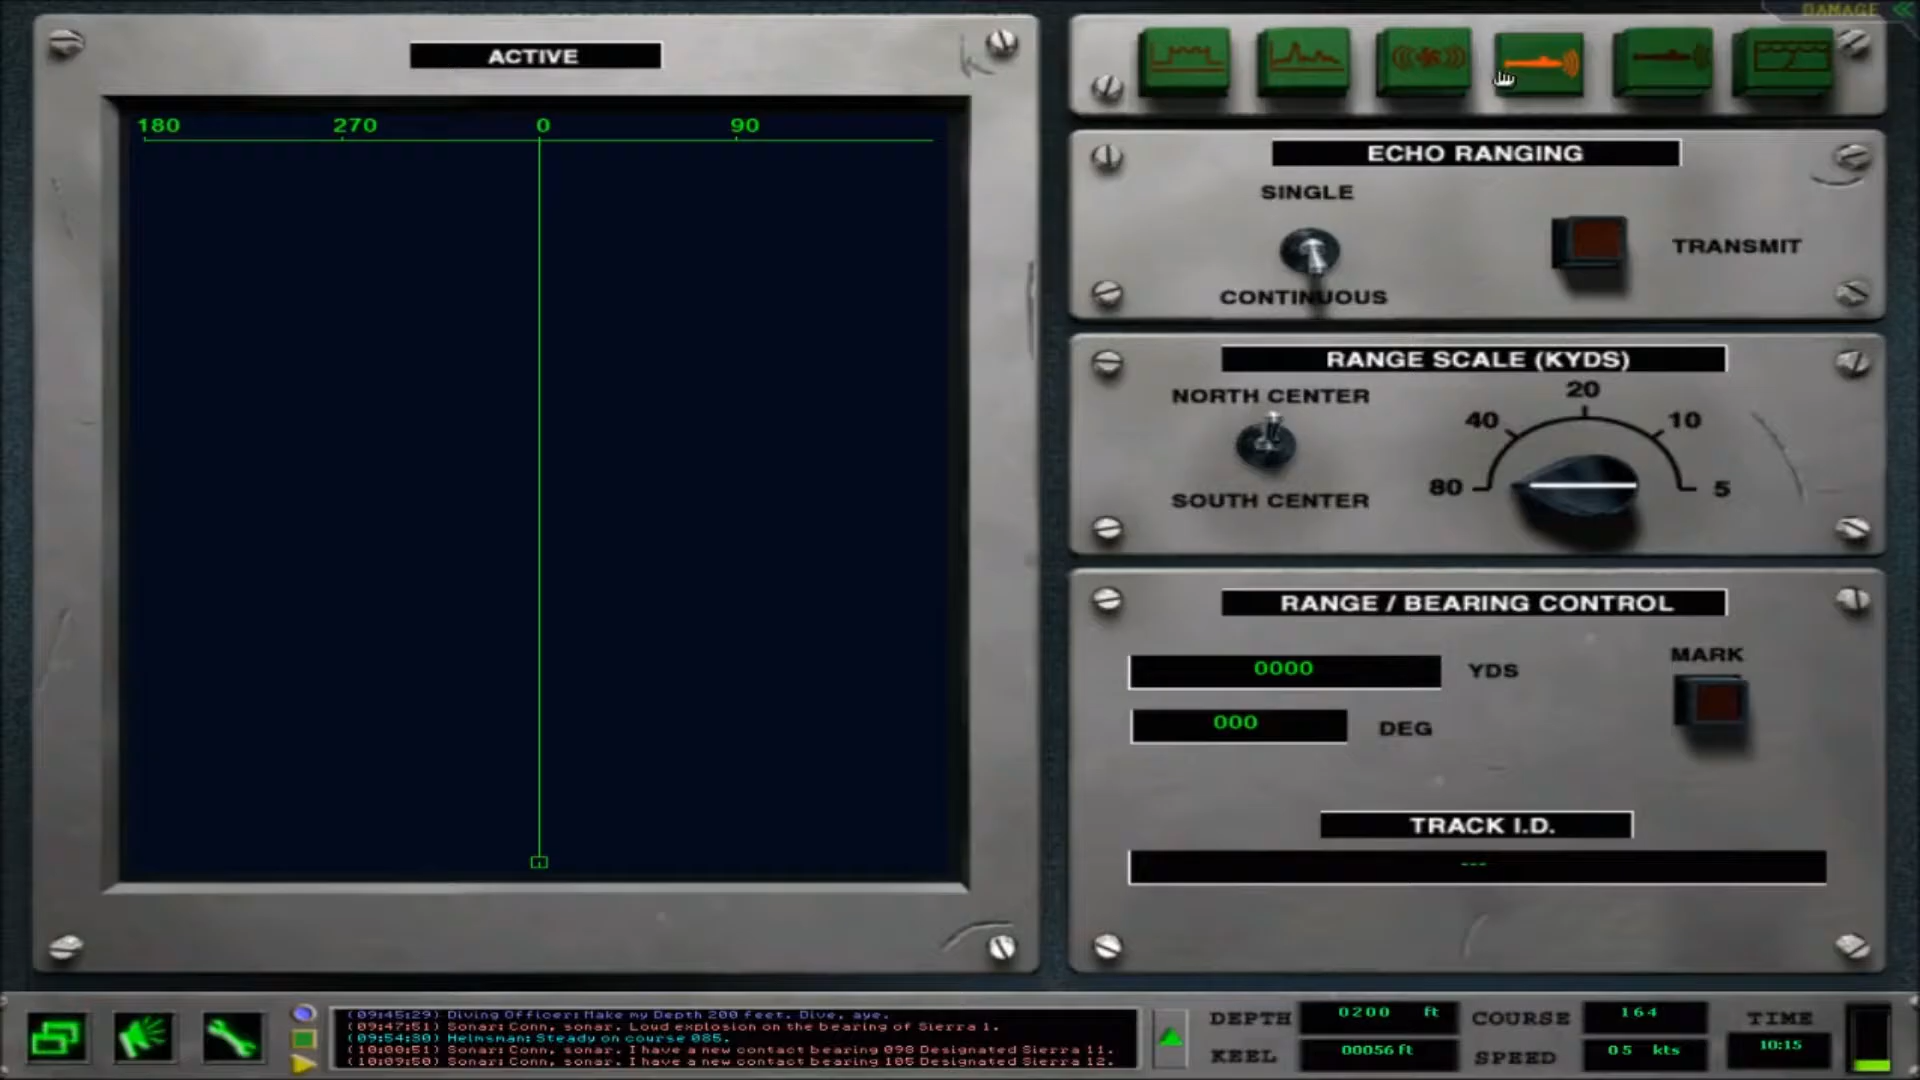 DAMAGE
ACTIVE
180 270 0 90
ECHO RANGING
SINGLE
TRANSMIT
CONTINUOUS
RANGE SCALE (KYDS)
NORTH CENTER
SOUTH CENTER
80 40 20 10 5
RANGE / BEARING CONTROL
0000 YDS
MARK
000 DEG
TRACK I.D.
---
(09:45:29) Diving Officer: Make my Depth 200 feet. Dive, aye.
(09:47:51) Sonar: Conn, sonar. Loud explosion on the bearing of Sierra 1.
(09:54:30) Helmsman: Steady on course 085.
(10:00:51) Sonar: Conn, sonar. I have a new contact bearing 098 Designated Sierra 11.
(10:09:50) Sonar: Conn, sonar. I have a new contact bearing 105 Designated Sierra 12.
DEPTH 0200 ft COURSE 164 TIME
KEEL 00056 ft SPEED 05 kts 10:15